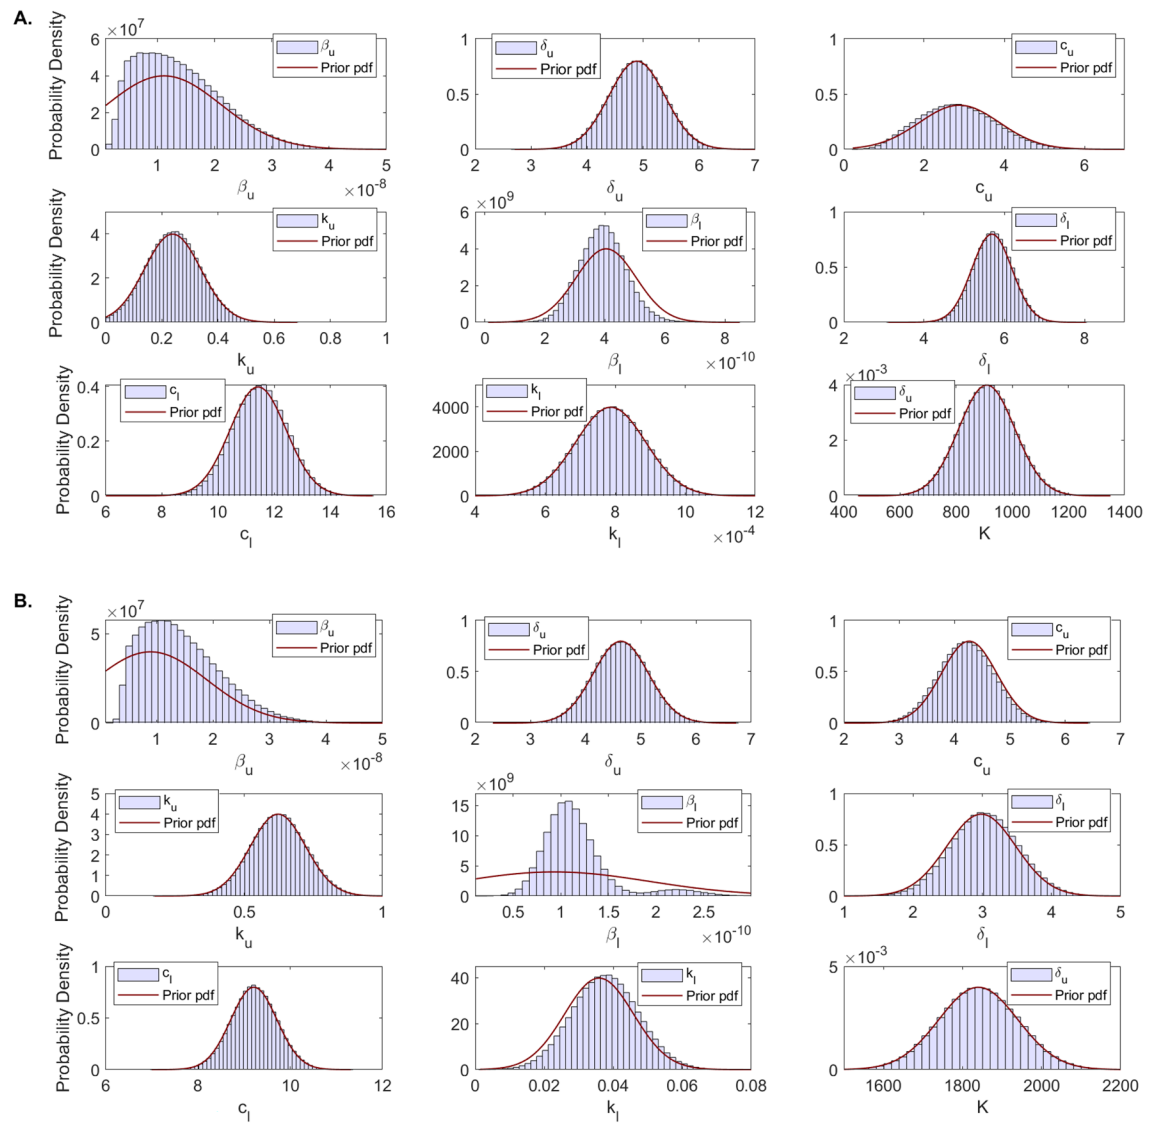 A.
×10^7
Probability Density
6
4
2
0
1 2 3 4 5
β_u
×10^-8
β_u
Prior pdf
1
0.5
0
2 3 4 5 6 7
δ_u
δ_u
Prior pdf
1
0.5
0
0 2 4 6
c_u
c_u
Prior pdf
Probability Density
4
2
0
0 0.2 0.4 0.6 0.8 1
k_u
k_u
Prior pdf
×10^9
6
4
2
0
0 2 4 6 8
β_l
×10^-10
β_l
Prior pdf
1
0.5
0
2 4 6 8
δ_l
δ_l
Prior pdf
Probability Density
0.4
0.2
0
6 8 10 12 14 16
c_l
c_l
Prior pdf
4000
2000
0
4 6 8 10 12
k_l
×10^-4
k_l
Prior pdf
×10^-3
4
2
0
400 600 800 1000 1200 1400
K
δ_u
Prior pdf
B.
×10^7
Probability Density
5
0
1 2 3 4 5
β_u
×10^-8
β_u
Prior pdf
1
0.5
0
2 3 4 5 6 7
δ_u
δ_u
Prior pdf
1
0.5
0
2 3 4 5 6 7
c_u
c_u
Prior pdf
Probability Density
5
4
3
2
1
0
0 0.5 1
k_u
k_u
Prior pdf
×10^9
15
10
5
0
0.5 1 1.5 2 2.5
β_l
×10^-10
β_l
Prior pdf
1
0.5
0
1 2 3 4 5
δ_l
δ_l
Prior pdf
Probability Density
1
0.5
0
6 8 10 12
c_l
c_l
Prior pdf
40
20
0
0 0.02 0.04 0.06 0.08
k_l
k_l
Prior pdf
×10^-3
5
0
1600 1800 2000 2200
K
δ_u
Prior pdf